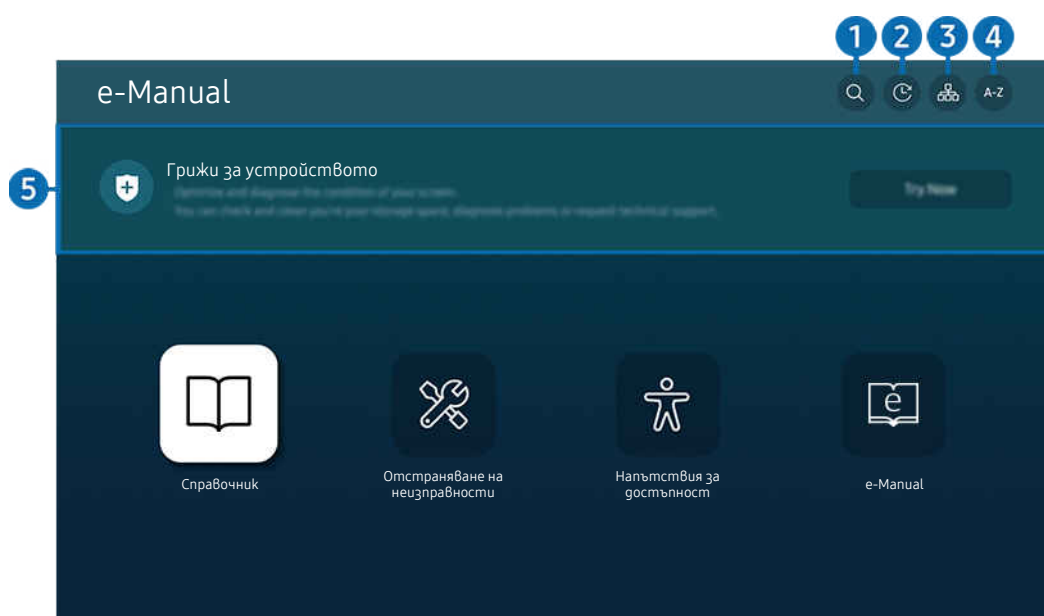 1 2 3 4
e-Manual
A-Z
5
Грижи за устройството
Optimize and diagnose the condition of your screen.
You can check and clean you're your storage space, diagnose problems or request technical support.
Try Now
e
Справочник
Отстраняване на
неизправности
Напътствия за
достъпност
e-Manual